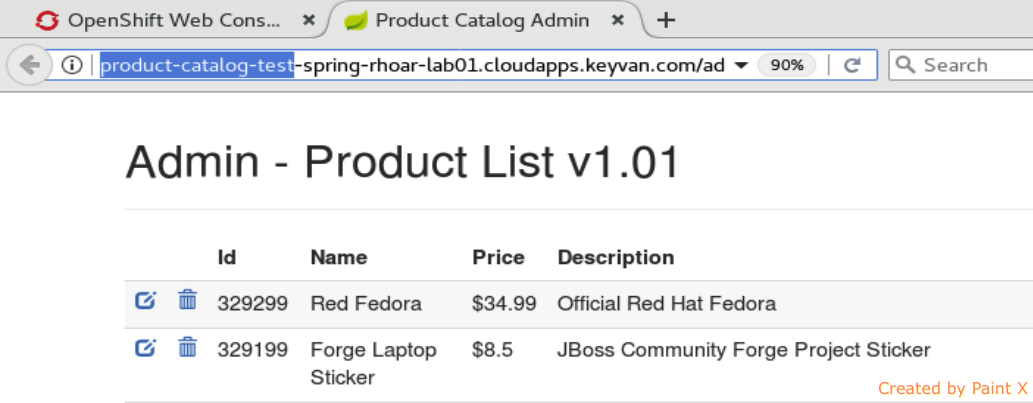 OpenShift Web Cons...
Product Catalog Admin
product-catalog-test-spring-rhoar-lab01.cloudapps.keyvan.com/ad 90% Search
Admin - Product List v1.01
Id Name Price Description
329299 Red Fedora $34.99 Official Red Hat Fedora
329199 Forge Laptop $8.5 JBoss Community Forge Project Sticker
Sticker
Created by Paint X